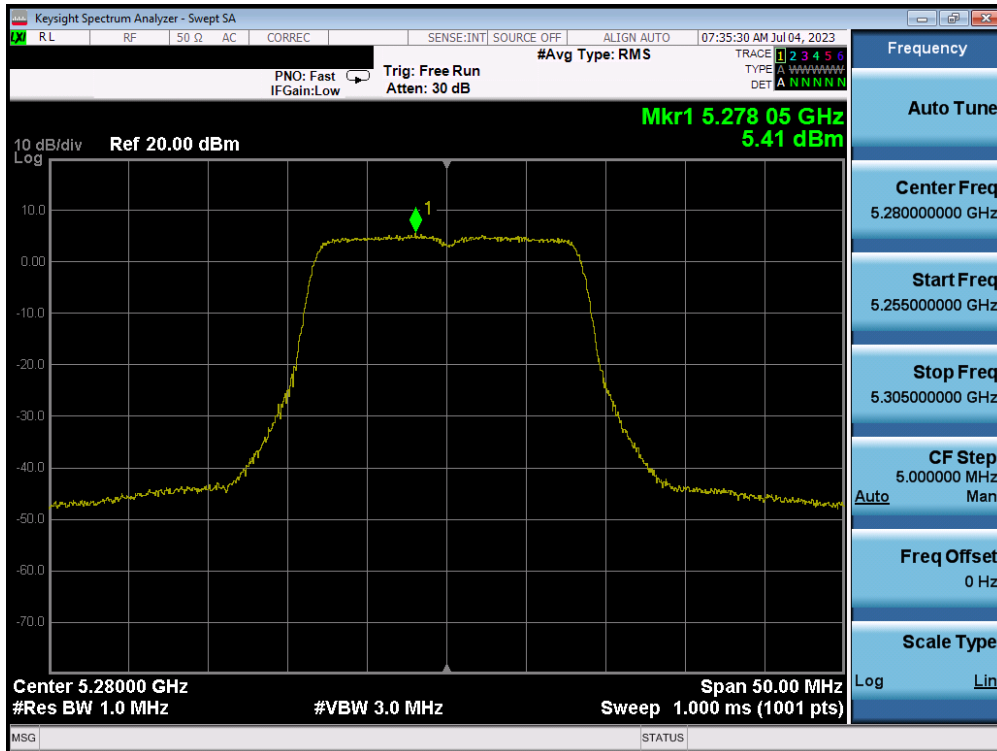 Keysight Spectrum Analyzer - Swept SA
LXI RL RF 50 Ω AC CORREC SENSE:INT SOURCE OFF ALIGN AUTO 07:35:30 AM Jul 04, 2023
#Avg Type: RMS
TRACE 1 2 3 4 5 6
TYPE A WWWWW
DET A N N N N N
PNO: Fast
IFGain:Low
Trig: Free Run
Atten: 30 dB
Mkr1 5.278 05 GHz
5.41 dBm
10 dB/div Ref 20.00 dBm
Log
1
10.0
0.00
-10.0
-20.0
-30.0
-40.0
-50.0
-60.0
-70.0
Center 5.28000 GHz Span 50.00 MHz
#Res BW 1.0 MHz #VBW 3.0 MHz Sweep 1.000 ms (1001 pts)
MSG STATUS
Frequency
Auto Tune
Center Freq
5.280000000 GHz
Start Freq
5.255000000 GHz
Stop Freq
5.305000000 GHz
CF Step
5.000000 MHz
Auto Man
Freq Offset
0 Hz
Scale Type
Log Lin